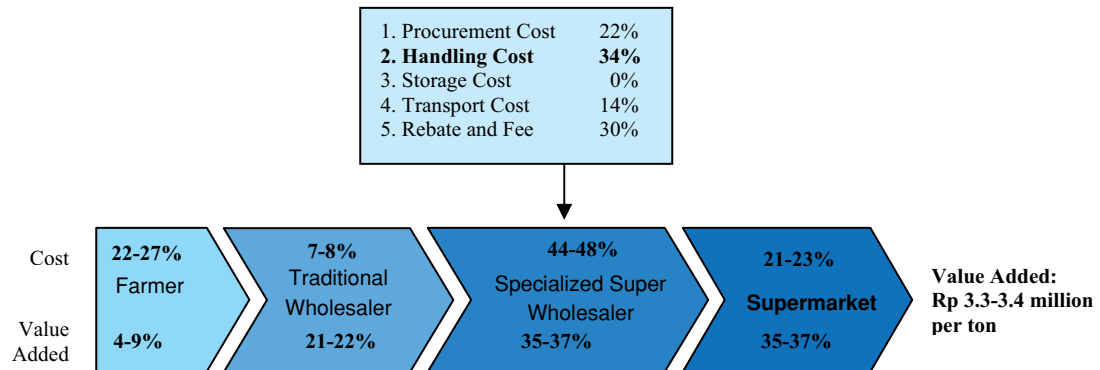 1. Procurement Cost 22%
2. Handling Cost 34%
3. Storage Cost 0%
4. Transport Cost 14%
5. Rebate and Fee 30%
Cost
22-27%
Farmer
7-8%
Traditional
Wholesaler
44-48%
Specialized Super
Wholesaler
21-23%
Supermarket
Value
Added
4-9%
21-22%
35-37%
35-37%
Value Added:
Rp 3.3-3.4 million
per ton